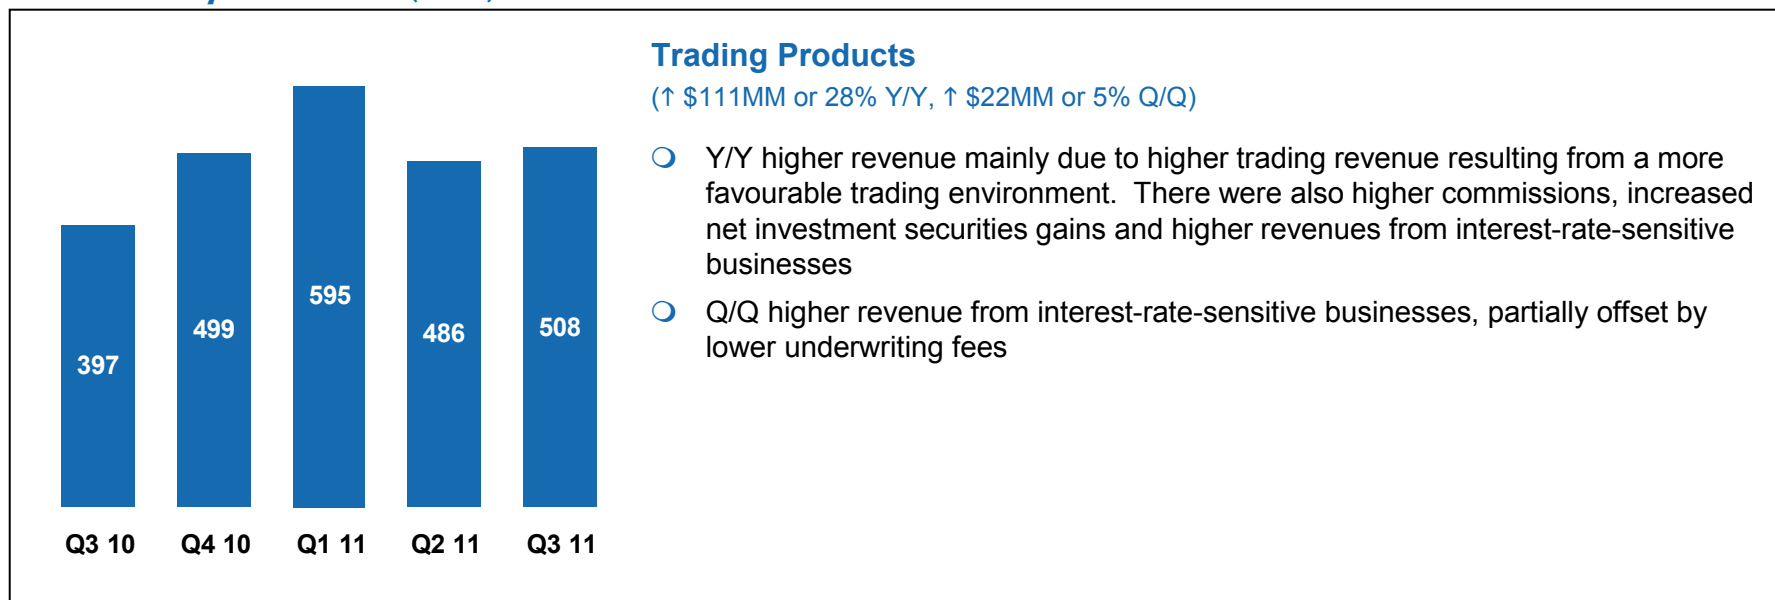 Trading Products
(↑ $111MM or 28% Y/Y, ↑ $22MM or 5% Q/Q)
Y/Y higher revenue mainly due to higher trading revenue resulting from a more
favourable trading environment.  There were also higher commissions, increased
net investment securities gains and higher revenues from interest-rate-sensitive
businesses
Q/Q higher revenue from interest-rate-sensitive businesses, partially offset by
lower underwriting fees
397
499
595
486
508
Q3 10
Q4 10
Q1 11
Q2 11
Q3 11